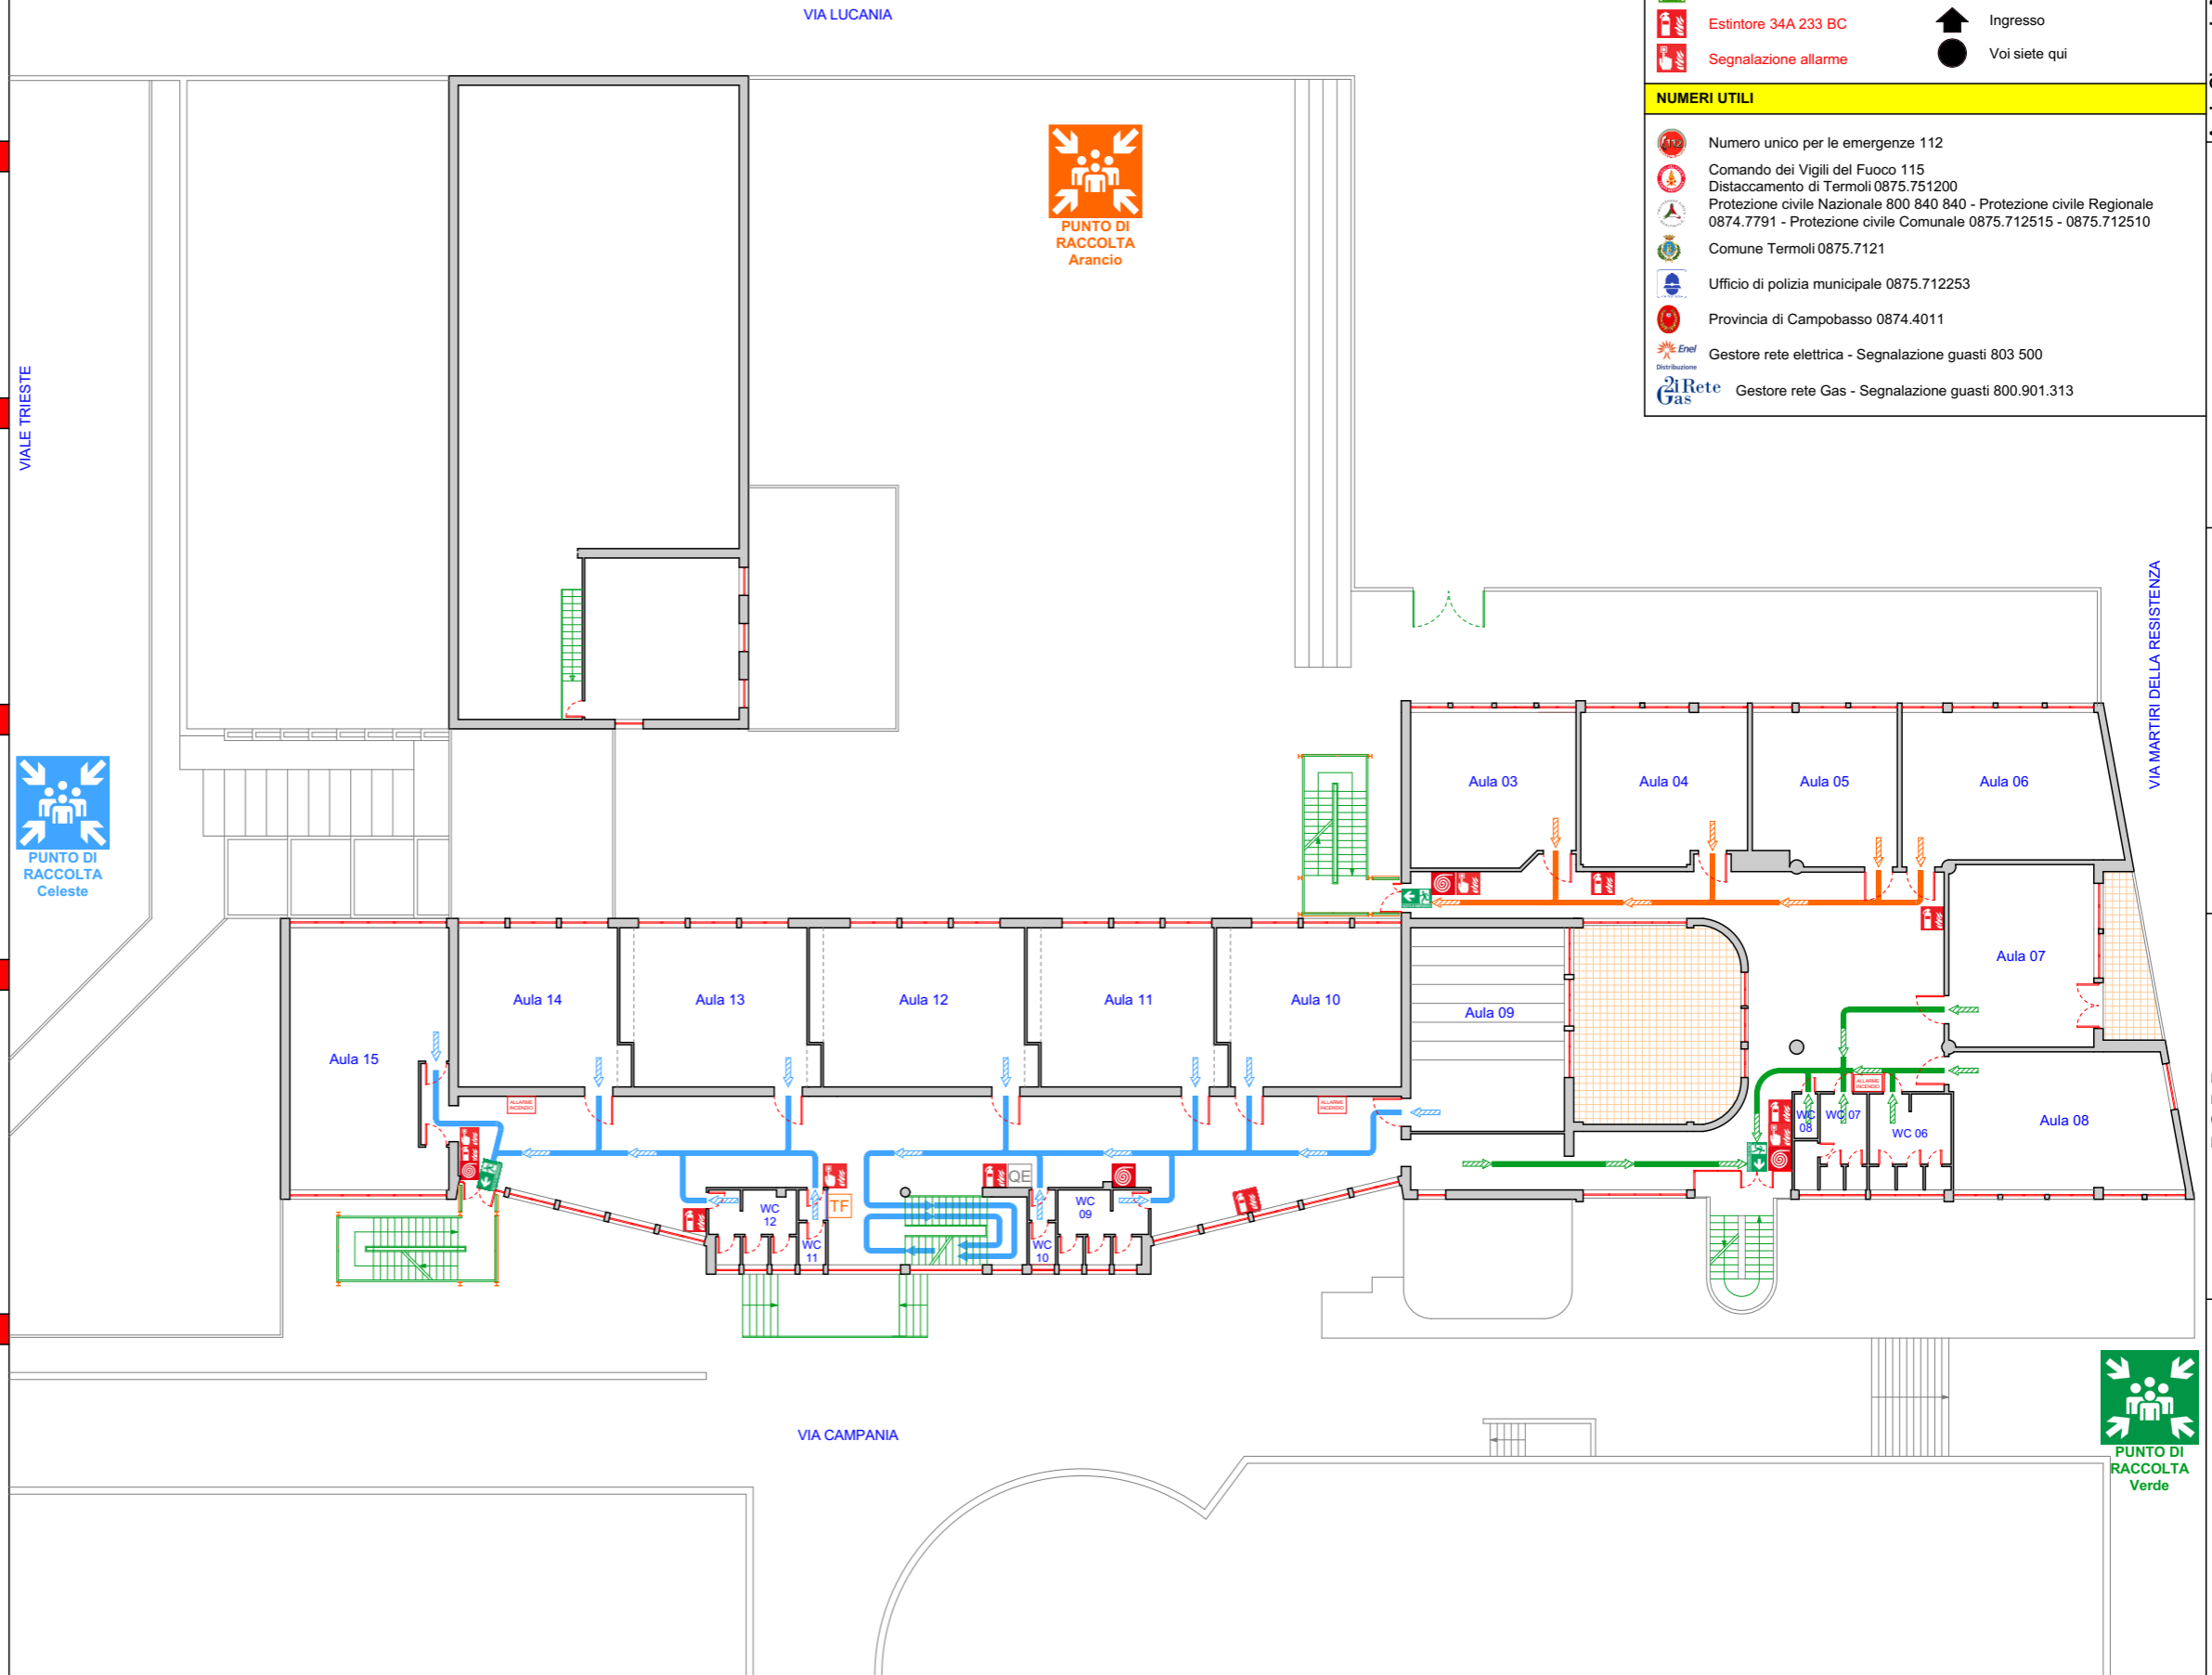 VIA LUCANIA
Estintore 34A 233 BC
Ingresso
Segnalazione allarme
Voi siete qui
NUMERI UTILI
Numero unico per le emergenze 112
Comando dei Vigili del Fuoco 115
Distaccamento di Termoli 0875.751200
Protezione civile Nazionale 800 840 840 - Protezione civile Regionale
0874.7791 - Protezione civile Comunale 0875.712515 - 0875.712510
Comune Termoli 0875.7121
Ufficio di polizia municipale 0875.712253
Provincia di Campobasso 0874.4011
Enel
Distribuzione
Gestore rete elettrica - Segnalazione guasti 803 500
2i Rete
Gas
Gestore rete Gas - Segnalazione guasti 800.901.313
PUNTO DI
RACCOLTA
Arancio
VIALE TRIESTE
VIA MARTIRI DELLA RESISTENZA
PUNTO DI
RACCOLTA
Celeste
Aula 03
Aula 04
Aula 05
Aula 06
Aula 07
Aula 08
Aula 09
Aula 10
Aula 11
Aula 12
Aula 13
Aula 14
Aula 15
ALLARME
INCENDIO
ALLARME
INCENDIO
ALLARME
INCENDIO
WC
08
WC 07
WC 06
QE
TF
WC
12
WC
11
WC
10
WC
09
VIA CAMPANIA
PUNTO DI
RACCOLTA
Verde